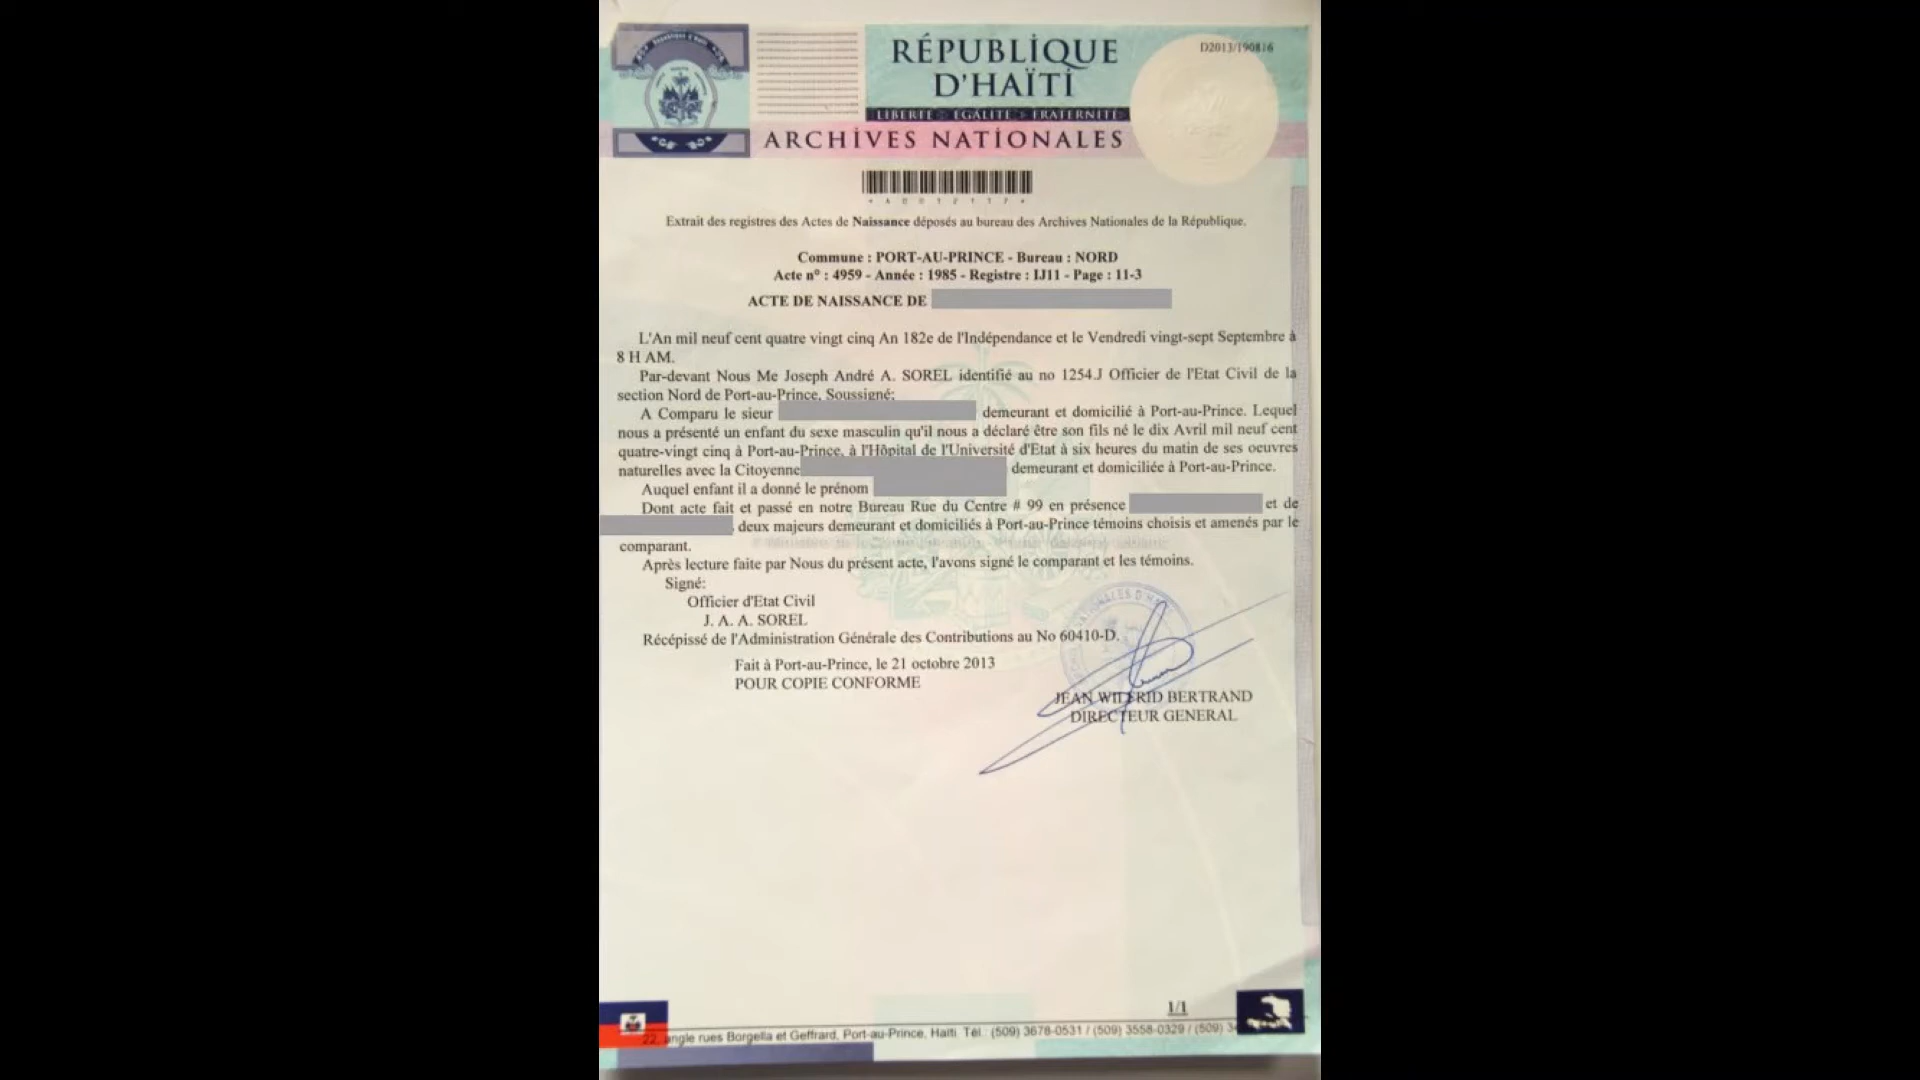 RÉPUBLIQUE
D'HAÏTI
D2013/190816
LIBERTÉ ÉGALITÉ FRATERNITÉ
ARCHİVES NATİONALES
Extrait des registres des Actes de Naissance déposés au bureau des Archives Nationales de la République.
Commune : PORT-AU-PRINCE - Bureau : NORD
Acte n° : 4959 - Année : 1985 - Registre : IJ11 - Page : 11-3
ACTE DE NAISSANCE DE
L'An mil neuf cent quatre vingt cinq An 182e de l'Indépendance et le Vendredi vingt-sept Septembre à
8 H AM.
Par-devant Nous Me Joseph André A. SOREL identifié au no 1254.J Officier de l'Etat Civil de la
section Nord de Port-au-Prince, Soussigné;
A Comparu le sieur demeurant et domicilié à Port-au-Prince. Lequel
nous a présenté un enfant du sexe masculin qu'il nous a déclaré être son fils né le dix Avril mil neuf cent
quatre-vingt cinq à Port-au-Prince, à l'Hôpital de l'Université d'Etat à six heures du matin de ses oeuvres
naturelles avec la Citoyenne demeurant et domiciliée à Port-au-Prince.
Auquel enfant il a donné le prénom
Dont acte fait et passé en notre Bureau Rue du Centre # 99 en présence et de
deux majeurs demeurant et domiciliés à Port-au-Prince témoins choisis et amenés par le
comparant.
Après lecture faite par Nous du présent acte, l'avons signé le comparant et les témoins.
Signé:
Officier d'Etat Civil
J. A. A. SOREL
Récépissé de l'Administration Générale des Contributions au No 60410-D.
Fait à Port-au-Prince, le 21 octobre 2013
POUR COPIE CONFORME
JEAN WILFRID BERTRAND
DIRECTEUR GENERAL
1/1
22, angle rues Borgella et Geffrard, Port-au-Prince, Haïti. Tél.: (509) 3678-0531 / (509) 3558-0329 / (509)